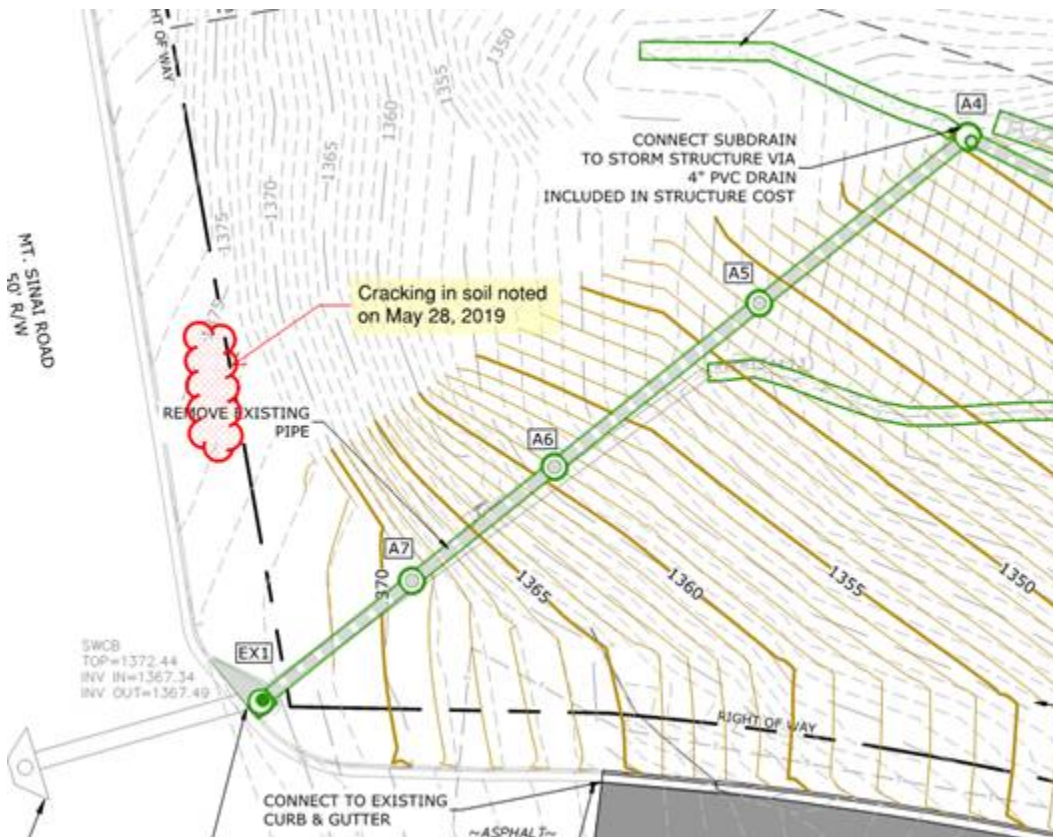 HT OF WAY
1350
1355
1360
1365
1370
1375
A4
CONNECT SUBDRAIN
TO STORM STRUCTURE VIA
4" PVC DRAIN
INCLUDED IN STRUCTURE COST
MT. SINAI ROAD
50' R/W
A5
Cracking in soil noted
on May 28, 2019
REMOVE EXISTING
PIPE
A6
A7
370
1365
1360
1355
1350
SWCB
TOP=1372.44
INV IN=1367.34
INV OUT=1367.49
EX1
RIGHT OF WAY
CONNECT TO EXISTING
CURB & GUTTER
~ASPHALT~